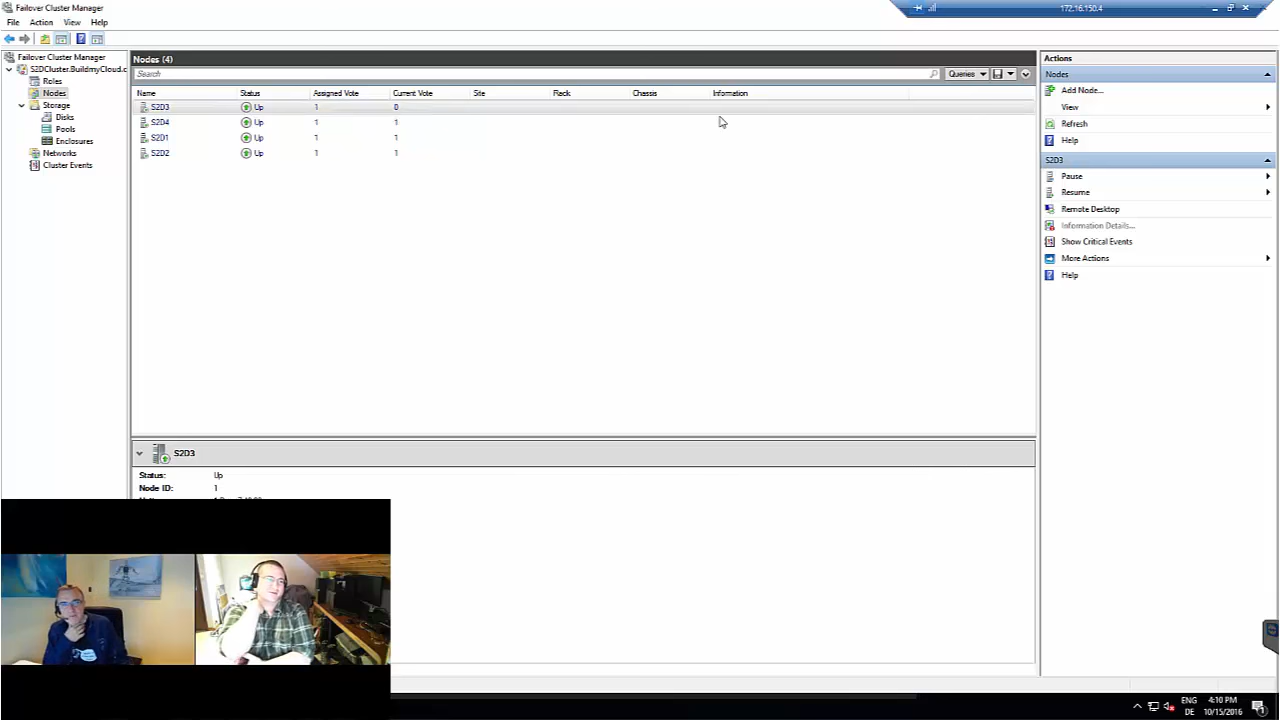 Failover Cluster Manager
172.16.150.4
File Action View Help
Failover Cluster Manager
S2DCluster.BuildmyCloud.c
Roles
Nodes
Storage
Disks
Pools
Enclosures
Networks
Cluster Events
Nodes (4)
Search
Queries
Name Status Assigned Vote Current Vote Site Rack Chassis Information
S2D3 Up 1 0
S2D4 Up 1 1
S2D1 Up 1 1
S2D2 Up 1 1
S2D3
Status: Up
Node ID: 1
Actions
Nodes
Add Node...
View
Refresh
Help
S2D3
Pause
Resume
Remote Desktop
Information Details...
Show Critical Events
More Actions
Help
ENG
DE
4:10 PM
10/15/2016